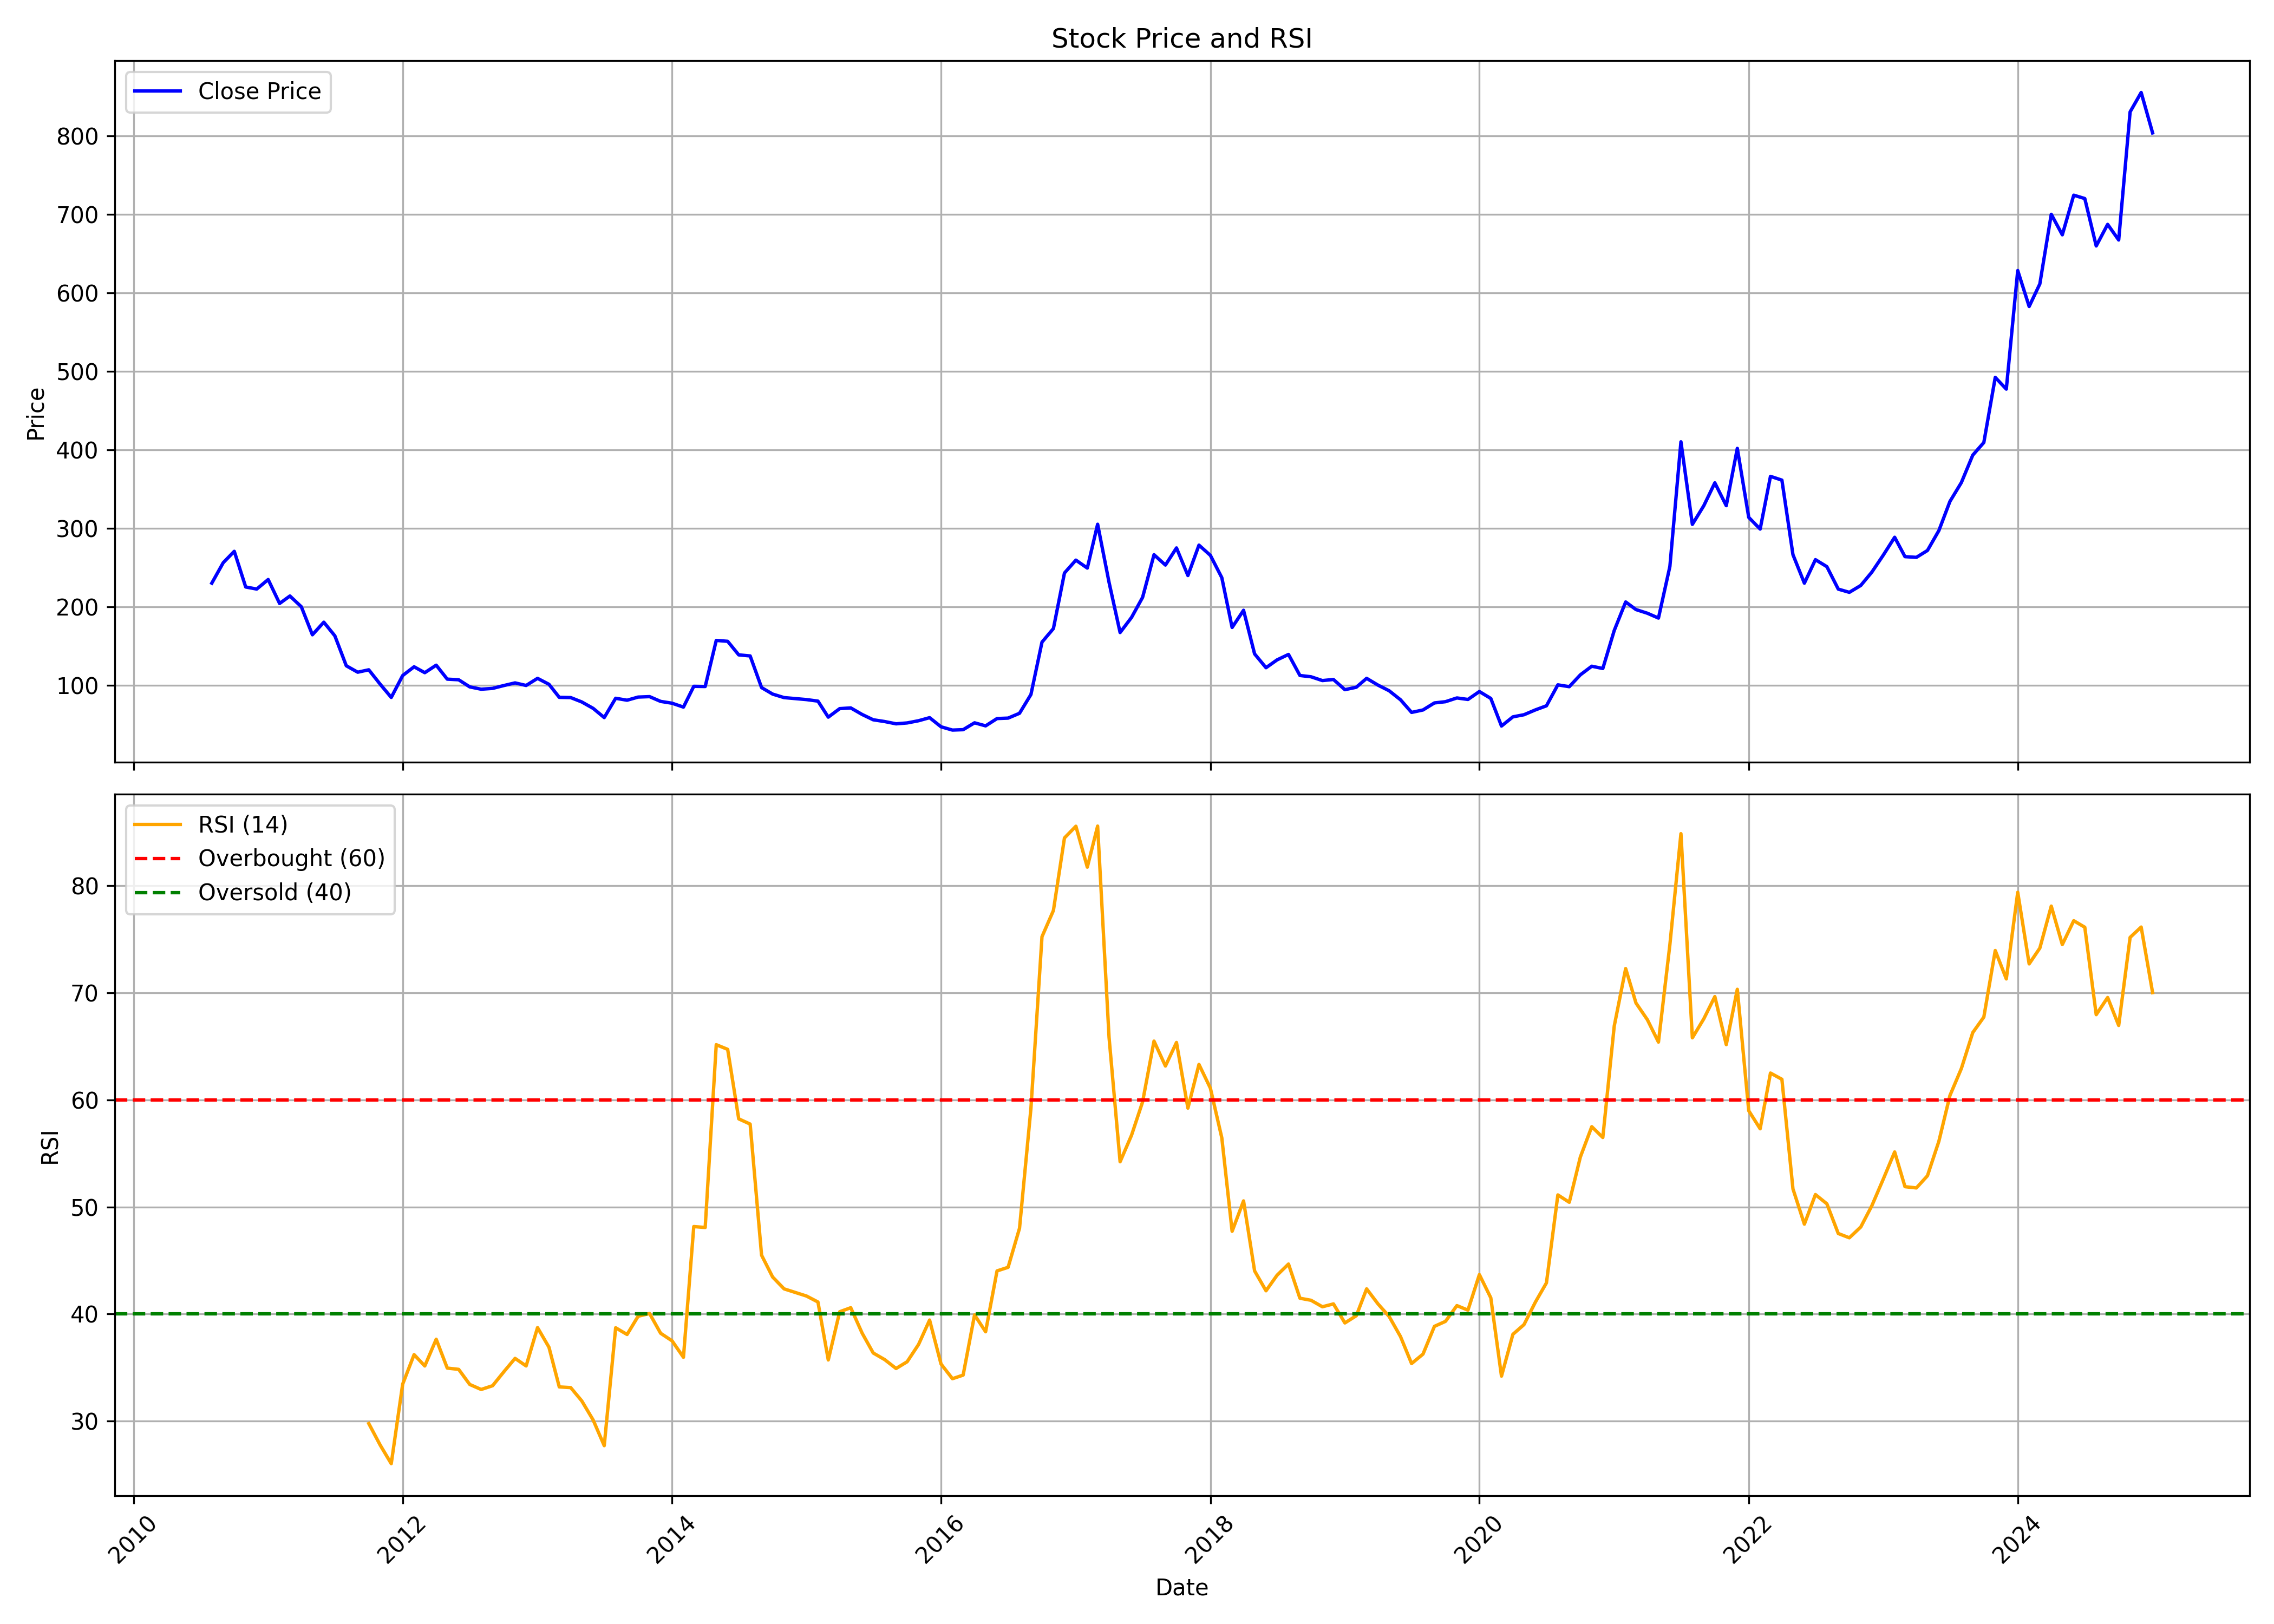 Stock Price and RSI
Close Price
Price
800
700
600
500
400
300
200
100
RSI (14)
Overbought (60)
Oversold (40)
RSI
80
70
60
50
40
30
2010
2012
2014
2016
2018
2020
2022
2024
Date